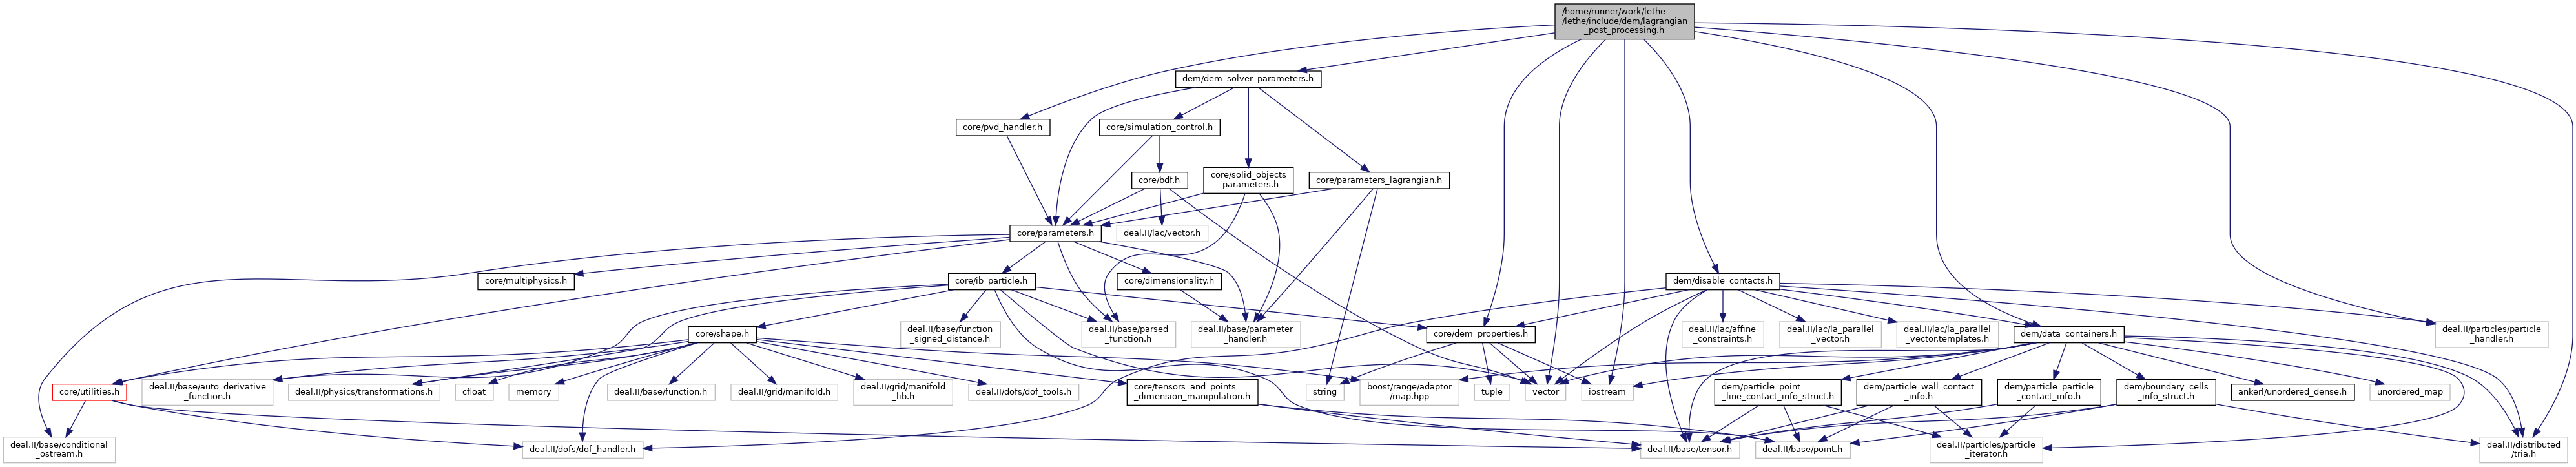 /home/runner/work/lethe
/lethe/include/dem/lagrangian
_post_processing.h
dem/dem_solver_parameters.h
core/pvd_handler.h
core/simulation_control.h
core/bdf.h
core/solid_objects
_parameters.h
core/parameters_lagrangian.h
core/parameters.h
deal.II/lac/vector.h
core/multiphysics.h
core/ib_particle.h
core/dimensionality.h
dem/disable_contacts.h
core/shape.h
deal.II/base/function
_signed_distance.h
deal.II/base/parsed
_function.h
deal.II/base/parameter
_handler.h
core/dem_properties.h
deal.II/lac/affine
_constraints.h
deal.II/lac/la_parallel
_vector.h
deal.II/lac/la_parallel
_vector.templates.h
dem/data_containers.h
deal.II/particles/particle
_handler.h
core/utilities.h
deal.II/base/auto_derivative
_function.h
deal.II/physics/transformations.h
cfloat
memory
deal.II/base/function.h
deal.II/grid/manifold.h
deal.II/grid/manifold
_lib.h
deal.II/dofs/dof_tools.h
core/tensors_and_points
_dimension_manipulation.h
string
boost/range/adaptor
/map.hpp
tuple
vector
iostream
dem/particle_point
_line_contact_info_struct.h
dem/particle_wall_contact
_info.h
dem/particle_particle
_contact_info.h
dem/boundary_cells
_info_struct.h
ankerl/unordered_dense.h
unordered_map
deal.II/base/conditional
_ostream.h
deal.II/dofs/dof_handler.h
deal.II/base/tensor.h
deal.II/base/point.h
deal.II/particles/particle
_iterator.h
deal.II/distributed
/tria.h